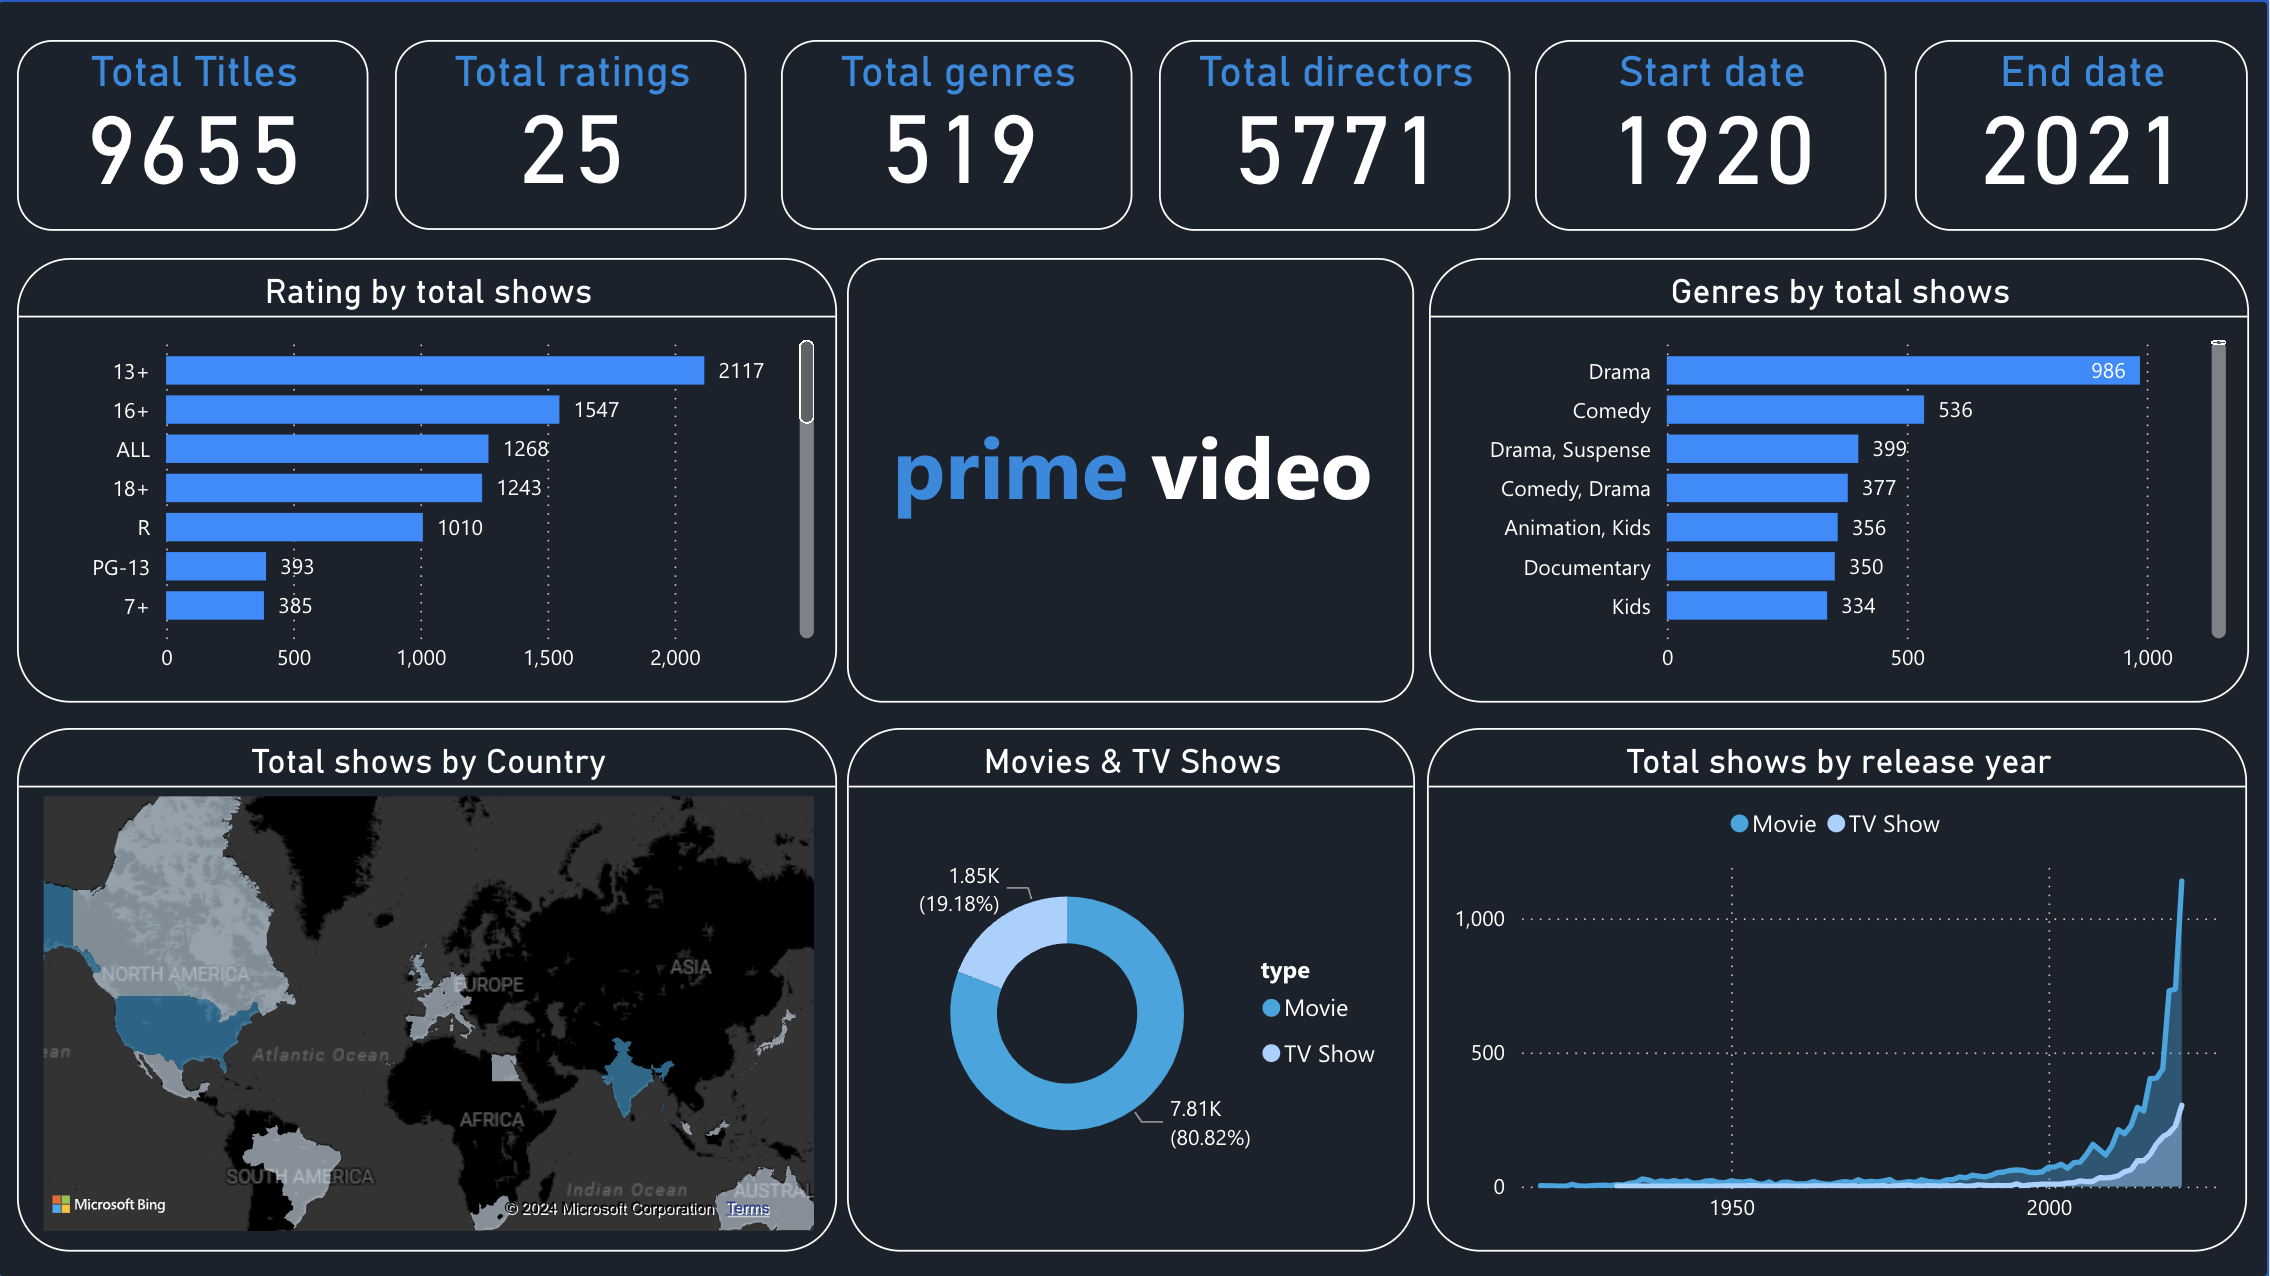 Total Titles
9655
Total ratings
25
Total genres
519
Total directors
5771
Start date
1920
End date
2021
Rating by total shows
13+ 2117
16+ 1547
ALL 1268
18+ 1243
R 1010
PG-13 393
7+ 385
0 500 1,000 1,500 2,000
prime video
Genres by total shows
Drama 986
Comedy 536
Drama, Suspense 399
Comedy, Drama 377
Animation, Kids 356
Documentary 350
Kids 334
0 500 1,000
Total shows by Country
NORTH AMERICA
EUROPE
ASIA
ean
Atlantic Ocean
AFRICA
SOUTH AMERICA
Indian Ocean
AUSTRAL
Microsoft Bing
© 2024 Microsoft Corporation Terms
Movies & TV Shows
1.85K
(19.18%)
type
Movie
TV Show
7.81K
(80.82%)
Total shows by release year
Movie TV Show
1,000
500
0
1950 2000